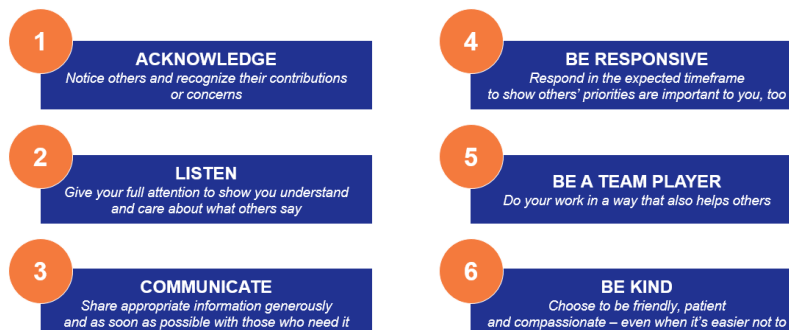 1
ACKNOWLEDGE
Notice others and recognize their contributions
or concerns
2
LISTEN
Give your full attention to show you understand
and care about what others say
3
COMMUNICATE
Share appropriate information generously
and as soon as possible with those who need it
4
BE RESPONSIVE
Respond in the expected timeframe
to show others' priorities are important to you, too
5
BE A TEAM PLAYER
Do your work in a way that also helps others
6
BE KIND
Choose to be friendly, patient
and compassionate – even when it's easier not to